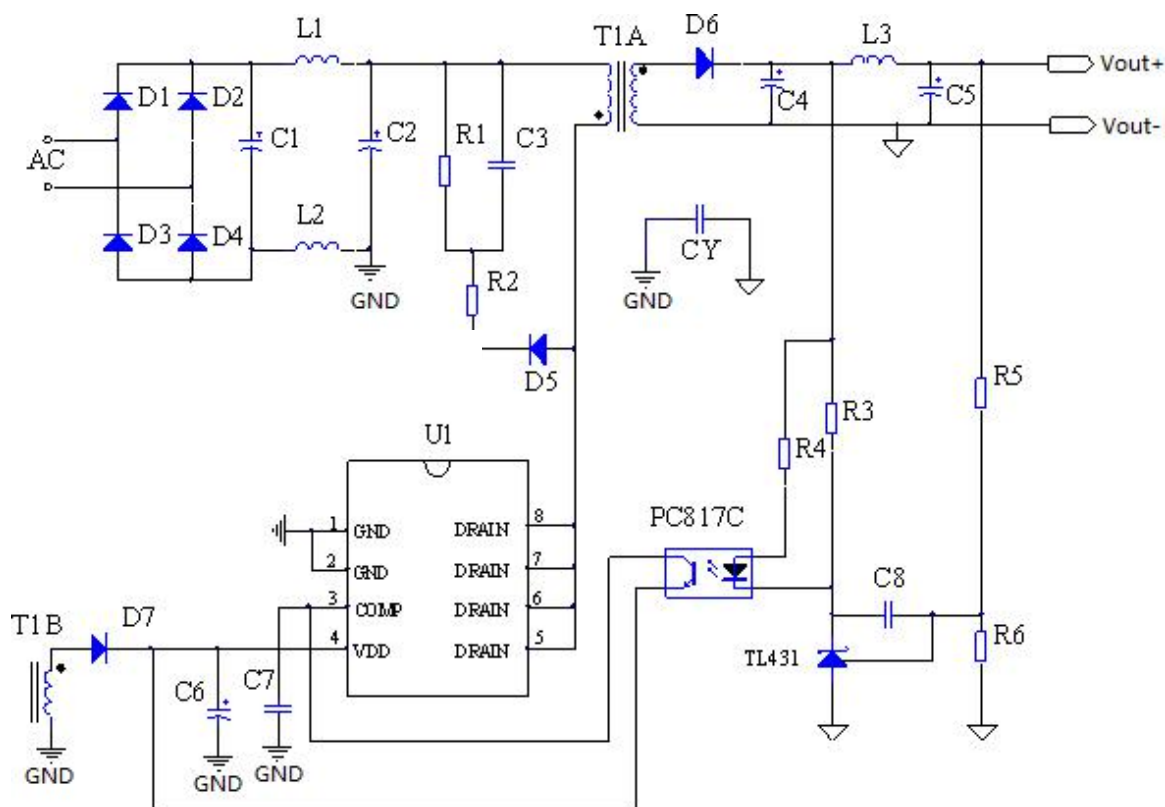 L1
T1A
D6
L3
Vout+
D1
D2
C1
C2
R1
C3
C4
C5
Vout-
AC
D3
D4
L2
CY
R2
GND
GND
D5
R5
R3
R4
U1
PC817C
1
GND
DRAIN
8
2
GND
DRAIN
7
C8
3
COMP
DRAIN
6
T1B
D7
4
VDD
DRAIN
5
TL431
R6
C6
C7
GND
GND
GND